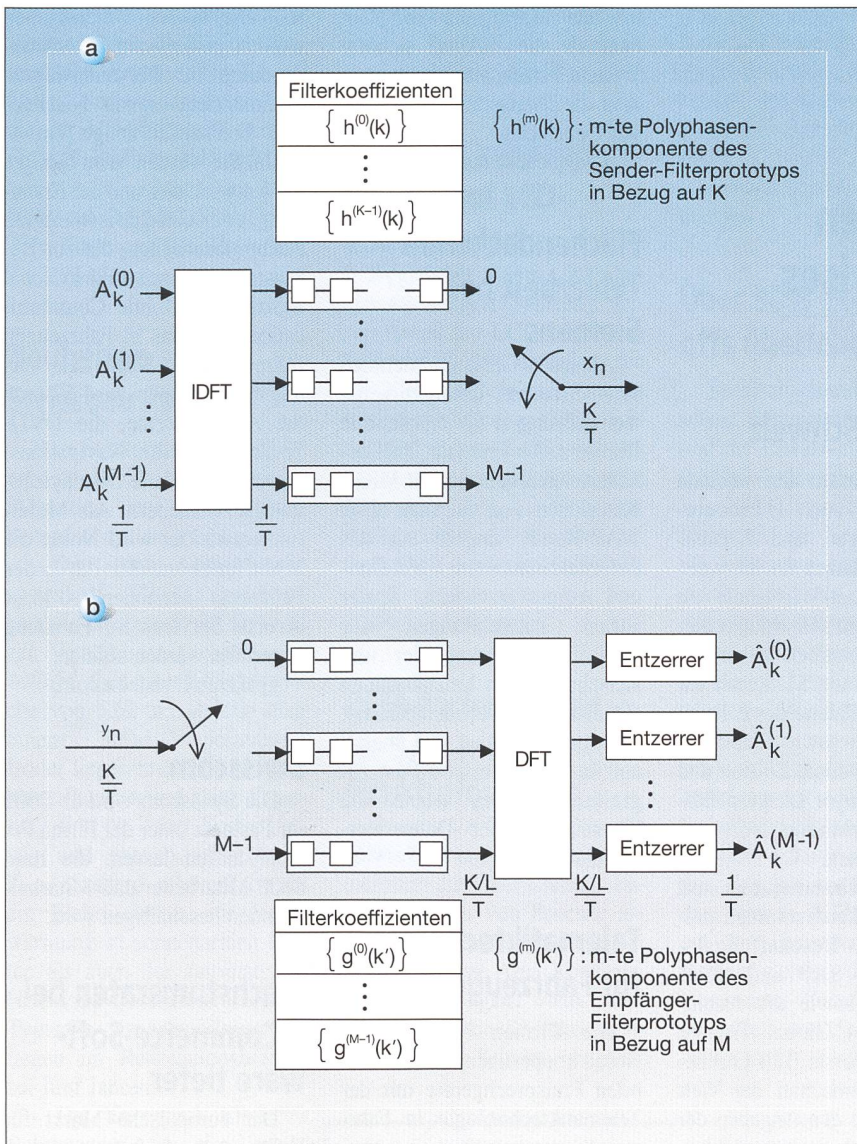 a
Filterkoeffizienten
{ h^(0)(k) }
{ h^(K–1)(k) }
{ h^(m)(k) } : m-te Polyphasen-
komponente des
Sender-Filterprototyps
in Bezug auf K
A_k^(0)
A_k^(1)
A_k^(M-1)
1/T
IDFT
1/T
0
M–1
x_n
K/T
b
y_n
K/T
0
M–1
K/L/T
DFT
K/L/T
Entzerrer
Entzerrer
Entzerrer
1/T
Â_k^(0)
Â_k^(1)
Â_k^(M-1)
Filterkoeffizienten
{ g^(0)(k') }
{ g^(M–1)(k') }
{ g^(m)(k') } : m-te Polyphasen-
komponente des
Empfänger-
Filterprototyps
in Bezug auf M